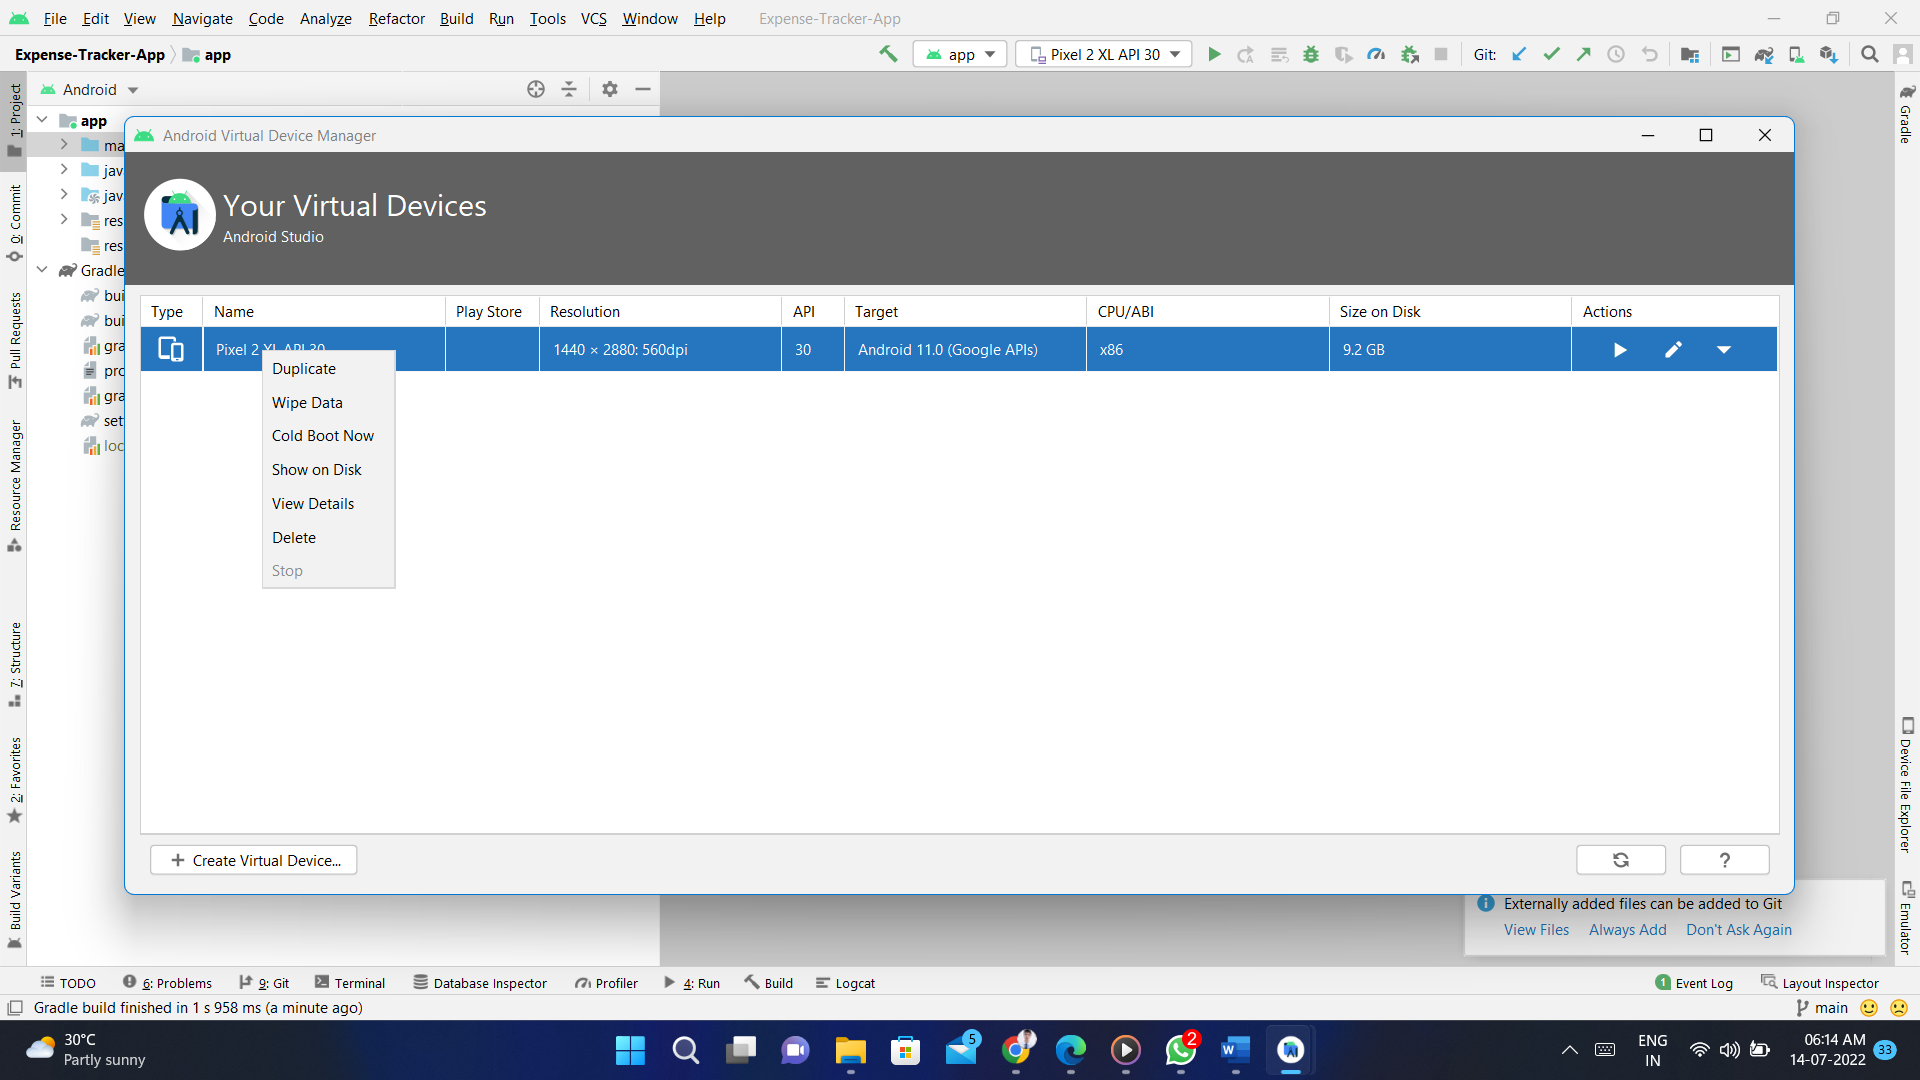 File Edit View Navigate Code Analyze Refactor Build Run Tools VCS Window Help Expense-Tracker-App
Expense-Tracker-App app
app Pixel 2 XL API 30 Git:
Android
1: Project
0: Commit
Pull Requests
Resource Manager
7: Structure
2: Favorites
Build Variants
app
ma
jav
jav
res
res
Gradle
bui
bui
gra
pro
gra
set
loc
Android Virtual Device Manager
Your Virtual Devices
Android Studio
Type Name Play Store Resolution API Target CPU/ABI Size on Disk Actions
Pixel 2 XL API 30 1440 × 2880: 560dpi 30 Android 11.0 (Google APIs) x86 9.2 GB
Duplicate
Wipe Data
Cold Boot Now
Show on Disk
View Details
Delete
Stop
+ Create Virtual Device...
?
Gradle
Device File Explorer
Emulator
Externally added files can be added to Git
View Files Always Add Don't Ask Again
TODO 6: Problems 9: Git Terminal Database Inspector Profiler 4: Run Build Logcat 1 Event Log Layout Inspector
Gradle build finished in 1 s 958 ms (a minute ago) main
30°C
Partly sunny
5
2
W
ENG
IN
06:14 AM
14-07-2022
33